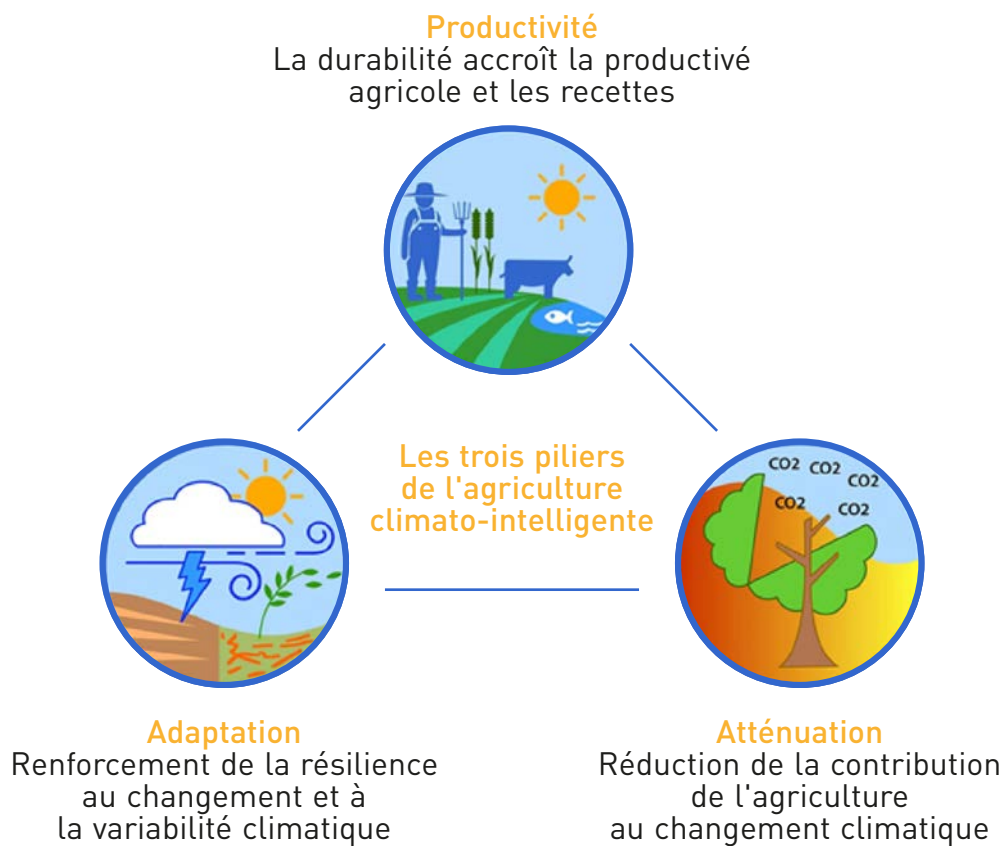 Productivité
La durabilité accroît la productivé
agricole et les recettes
Les trois piliers
de l'agriculture
climato-intelligente
CO2 CO2 CO2
CO2 CO2
Adaptation
Renforcement de la résilience
au changement et à
la variabilité climatique
Atténuation
Réduction de la contribution
de l'agriculture
au changement climatique